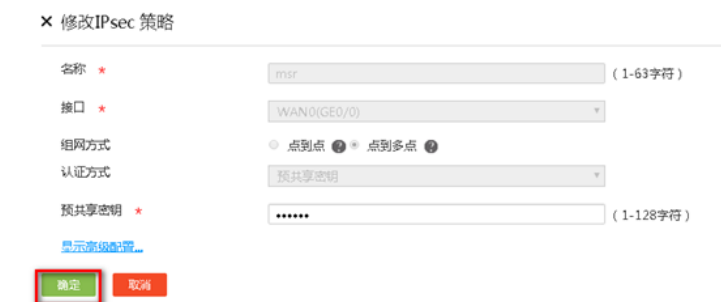 × 修改IPsec 策略
名称 * msr (1-63字符)
接口 * WAN0(GE0/0)
组网方式 点到点 ? 点到多点 ?
认证方式 预共享密钥
预共享密钥 * •••••• (1-128字符)
显示高级配置...
确定 取消